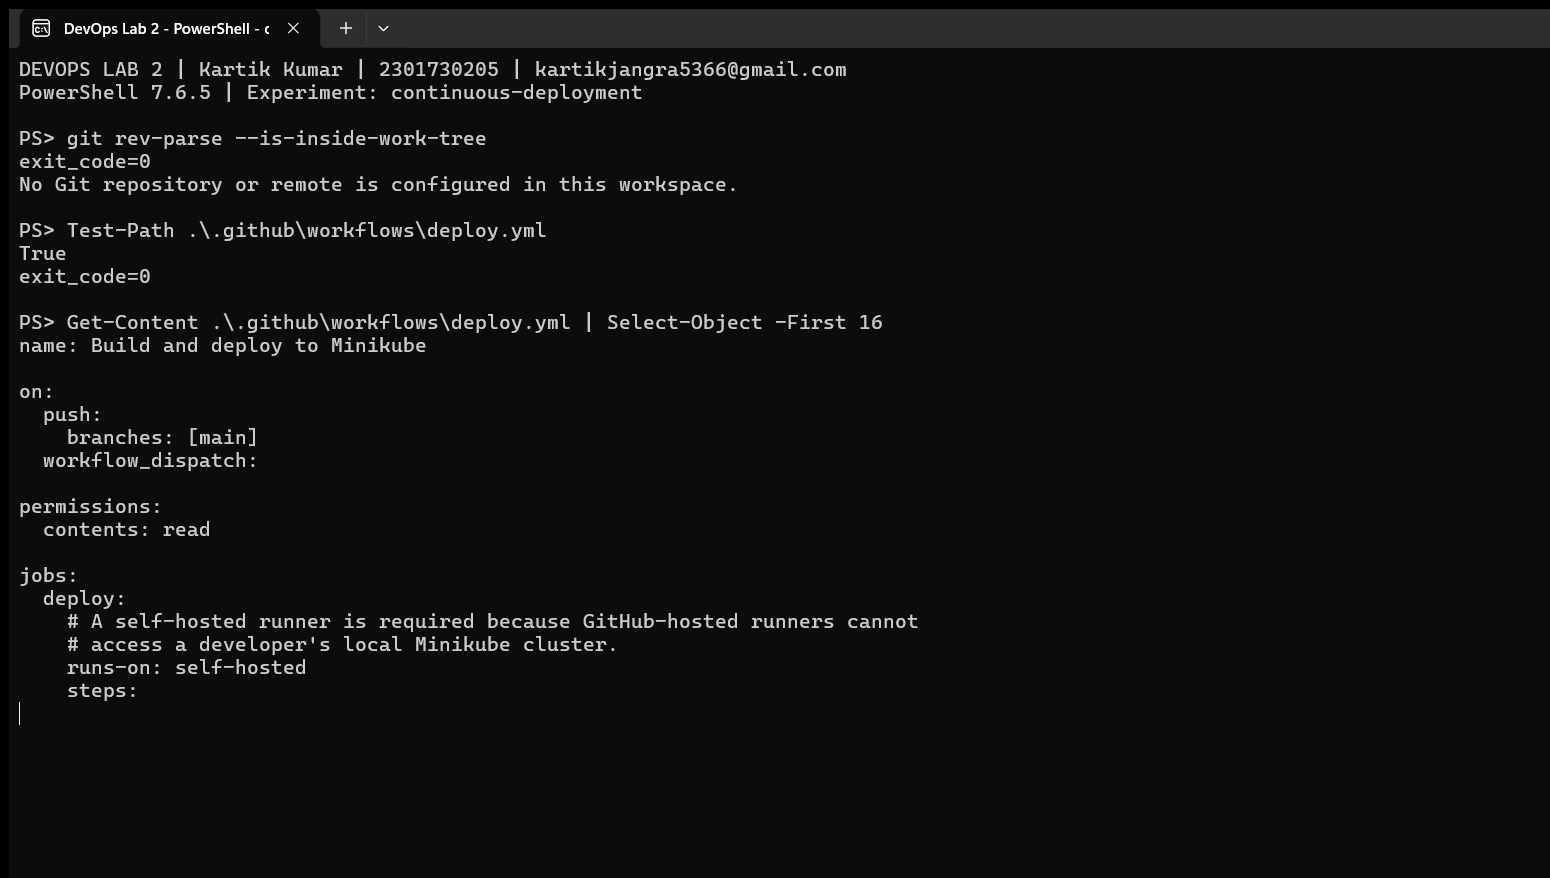 DevOps Lab 2 - PowerShell - c
DEVOPS LAB 2 | Kartik Kumar | 2301730205 | kartikjangra5366@gmail.com
PowerShell 7.6.5 | Experiment: continuous-deployment
PS> git rev-parse --is-inside-work-tree
exit_code=0
No Git repository or remote is configured in this workspace.
PS> Test-Path .\.github\workflows\deploy.yml
True
exit_code=0
PS> Get-Content .\.github\workflows\deploy.yml | Select-Object -First 16
name: Build and deploy to Minikube
on:
  push:
    branches: [main]
  workflow_dispatch:
permissions:
  contents: read
jobs:
  deploy:
    # A self-hosted runner is required because GitHub-hosted runners cannot
    # access a developer's local Minikube cluster.
    runs-on: self-hosted
    steps: